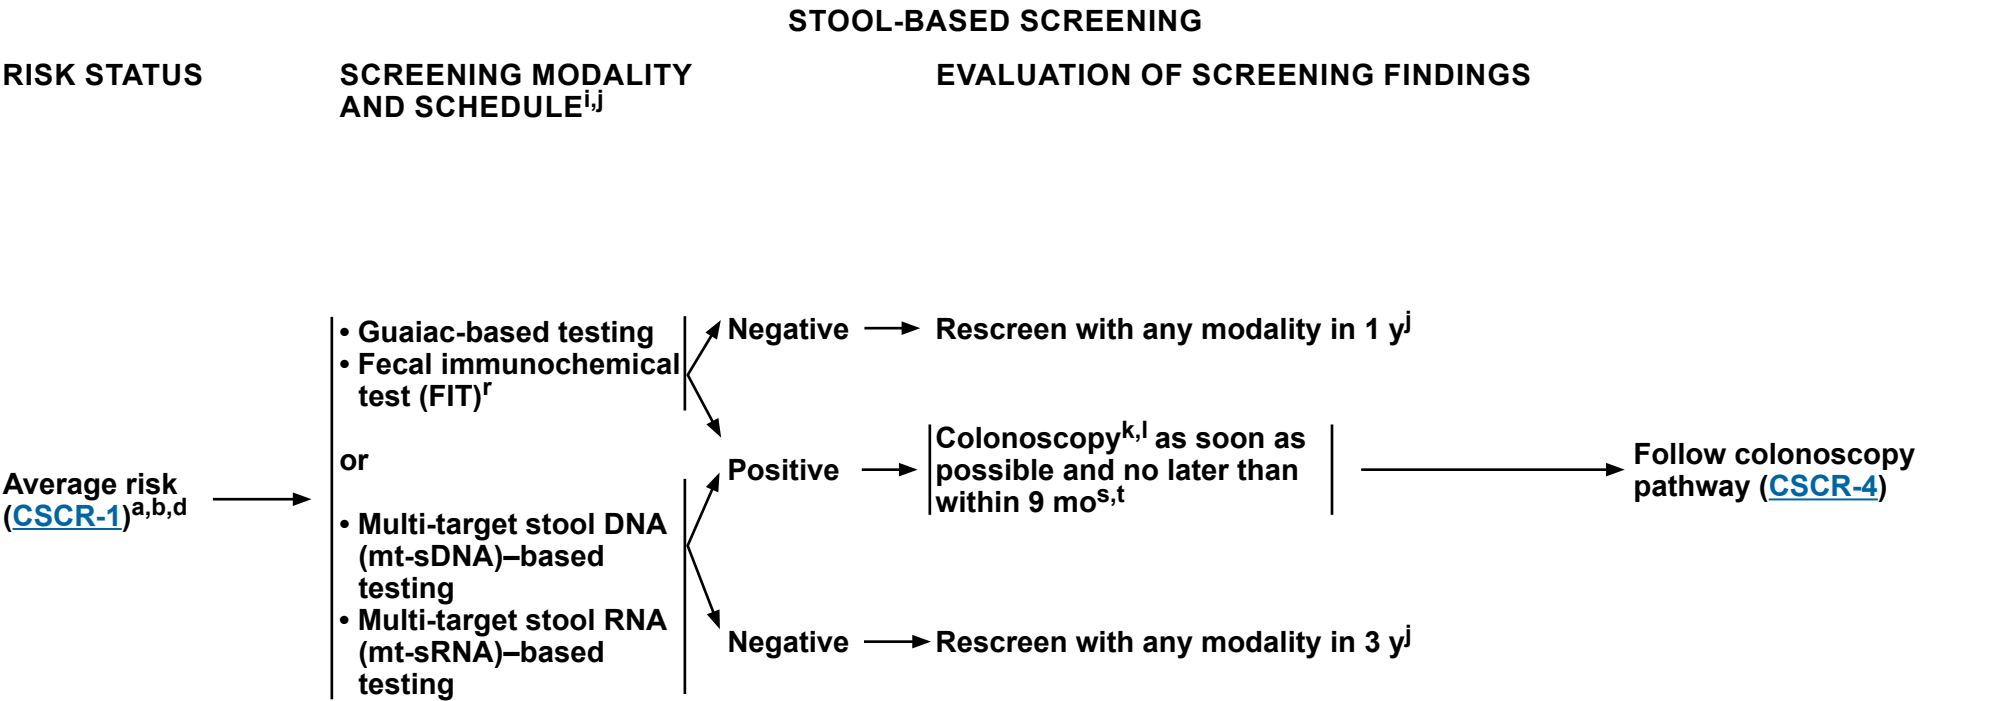 STOOL-BASED SCREENING
RISK STATUS
SCREENING MODALITY
AND SCHEDULEi,j
EVALUATION OF SCREENING FINDINGS
Average risk
(CSCR-1)a,b,d
• Guaiac-based testing
• Fecal immunochemical
test (FIT)r
or
• Multi-target stool DNA
(mt-sDNA)–based
testing
• Multi-target stool RNA
(mt-sRNA)–based
testing
Negative
Rescreen with any modality in 1 yj
Positive
Colonoscopyk,l as soon as
possible and no later than
within 9 mos,t
Follow colonoscopy
pathway (CSCR-4)
Negative
Rescreen with any modality in 3 yj